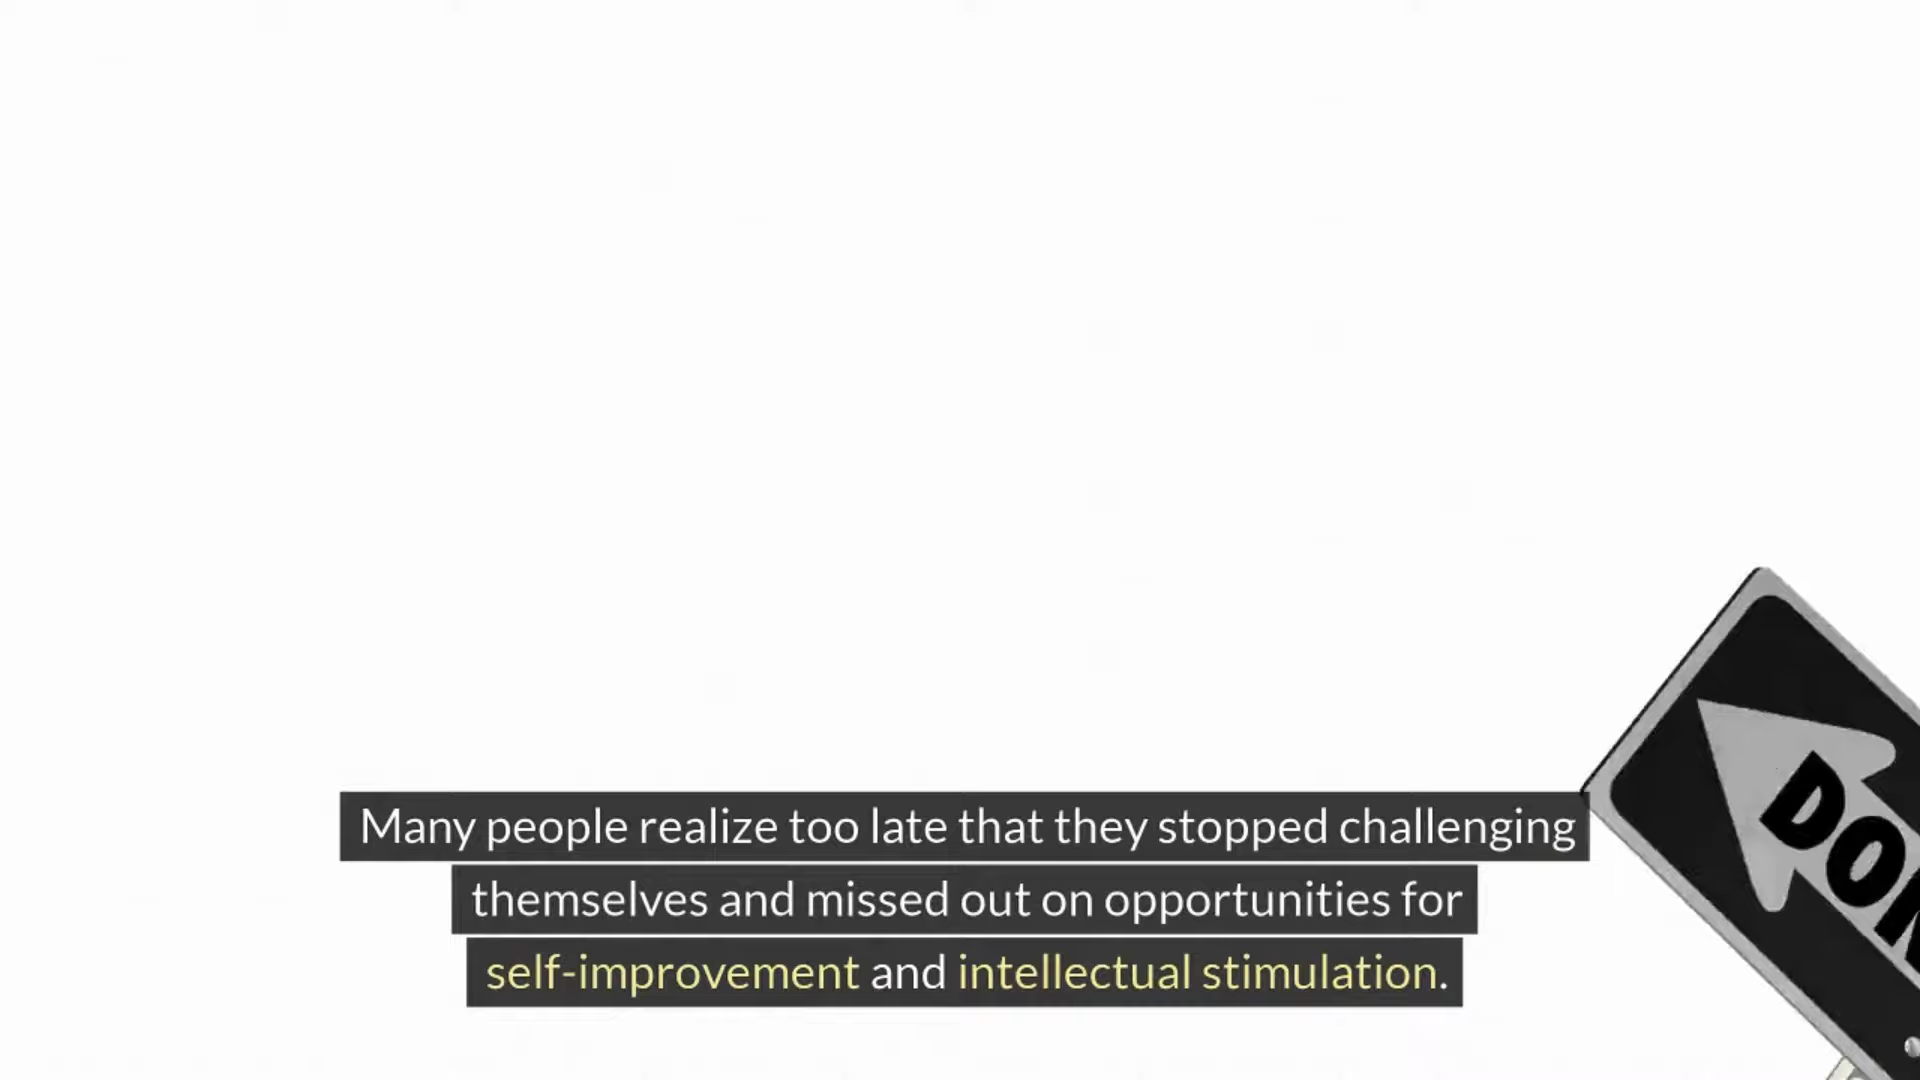 Many people realize too late that they stopped challenging
themselves and missed out on opportunities for
self-improvement and intellectual stimulation.